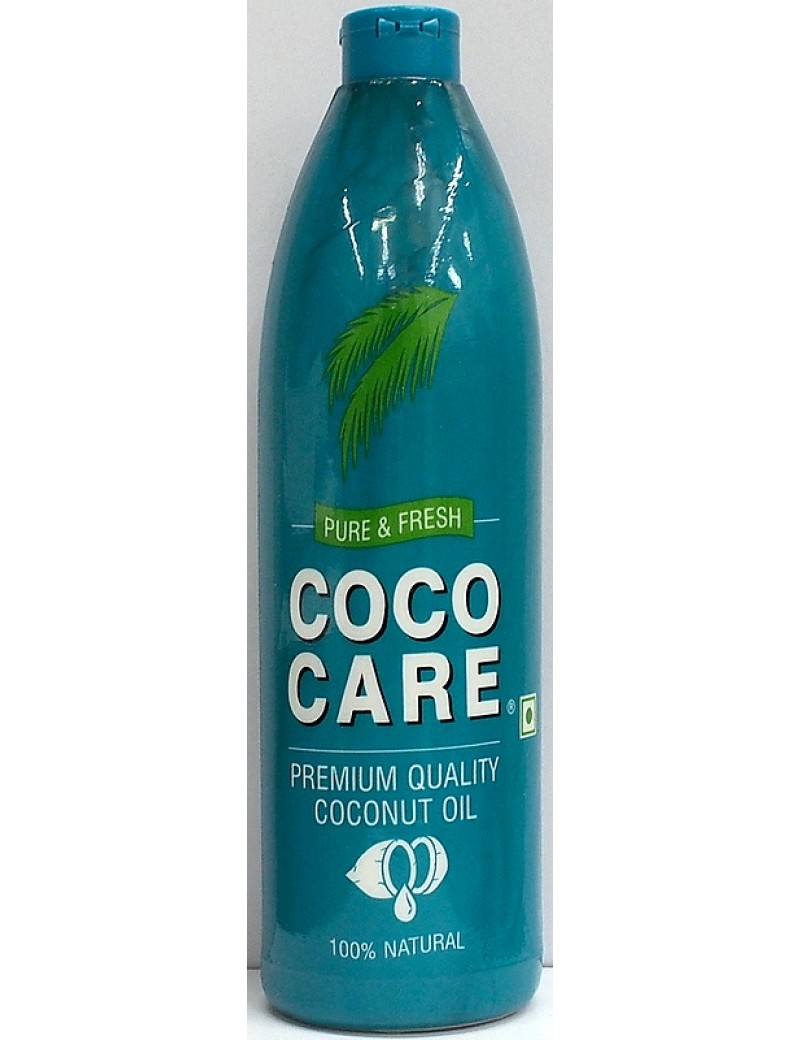 PURE & FRESH
COCO
CARE®
PREMIUM QUALITY
COCONUT OIL
100% NATURAL